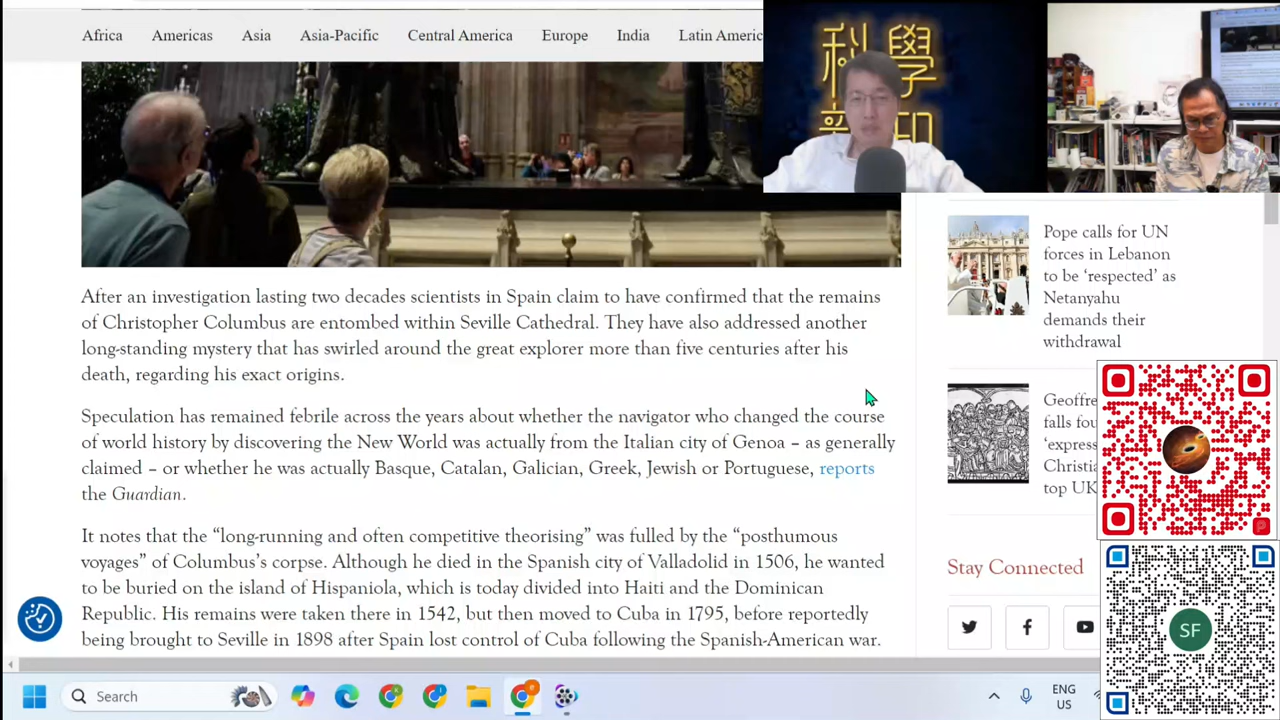 Africa
Americas
Asia
Asia-Pacific
Central America
Europe
India
科學
After an investigation lasting two decades scientists in Spain claim to have confirmed that the remains
of Christopher Columbus are entombed within Seville Cathedral. They have also addressed another
long-standing mystery that has swirled around the great explorer more than five centuries after his
death, regarding his exact origins.
Speculation has remained febrile across the years about whether the navigator who changed the course
of world history by discovering the New World was actually from the Italian city of Genoa – as generally
claimed – or whether he was actually Basque, Catalan, Galician, Greek, Jewish or Portuguese, reports
the Guardian.
It notes that the “long-running and often competitive theorising” was fulled by the “posthumous
voyages” of Columbus’s corpse. Although he died in the Spanish city of Valladolid in 1506, he wanted
to be buried on the island of Hispaniola, which is today divided into Haiti and the Dominican
Republic. His remains were taken there in 1542, but then moved to Cuba in 1795, before reportedly
being brought to Seville in 1898 after Spain lost control of Cuba following the Spanish-American war.
Pope calls for UN
forces in Lebanon
to be ‘respected’ as
Netanyahu
demands their
withdrawal
top UK
Stay Connected
SF
Search
ENG
US